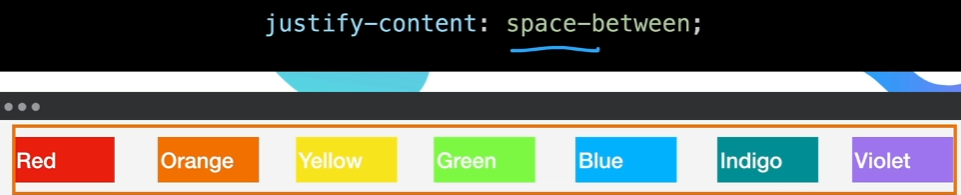 justify-content: space-between;
Red Orange Yellow Green Blue Indigo Violet